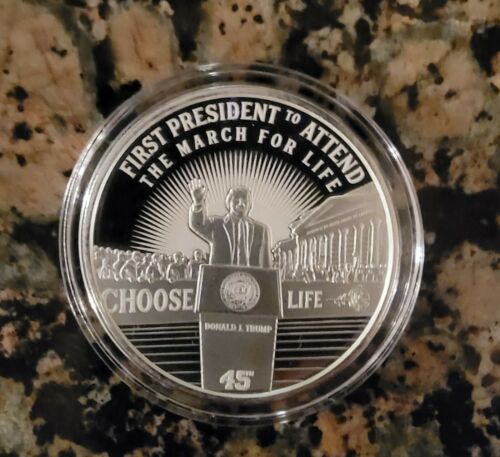 FIRST PRESIDENT TO ATTEND
THE MARCH FOR LIFE
CHOOSE LIFE
DONALD J. TRUMP
45TH